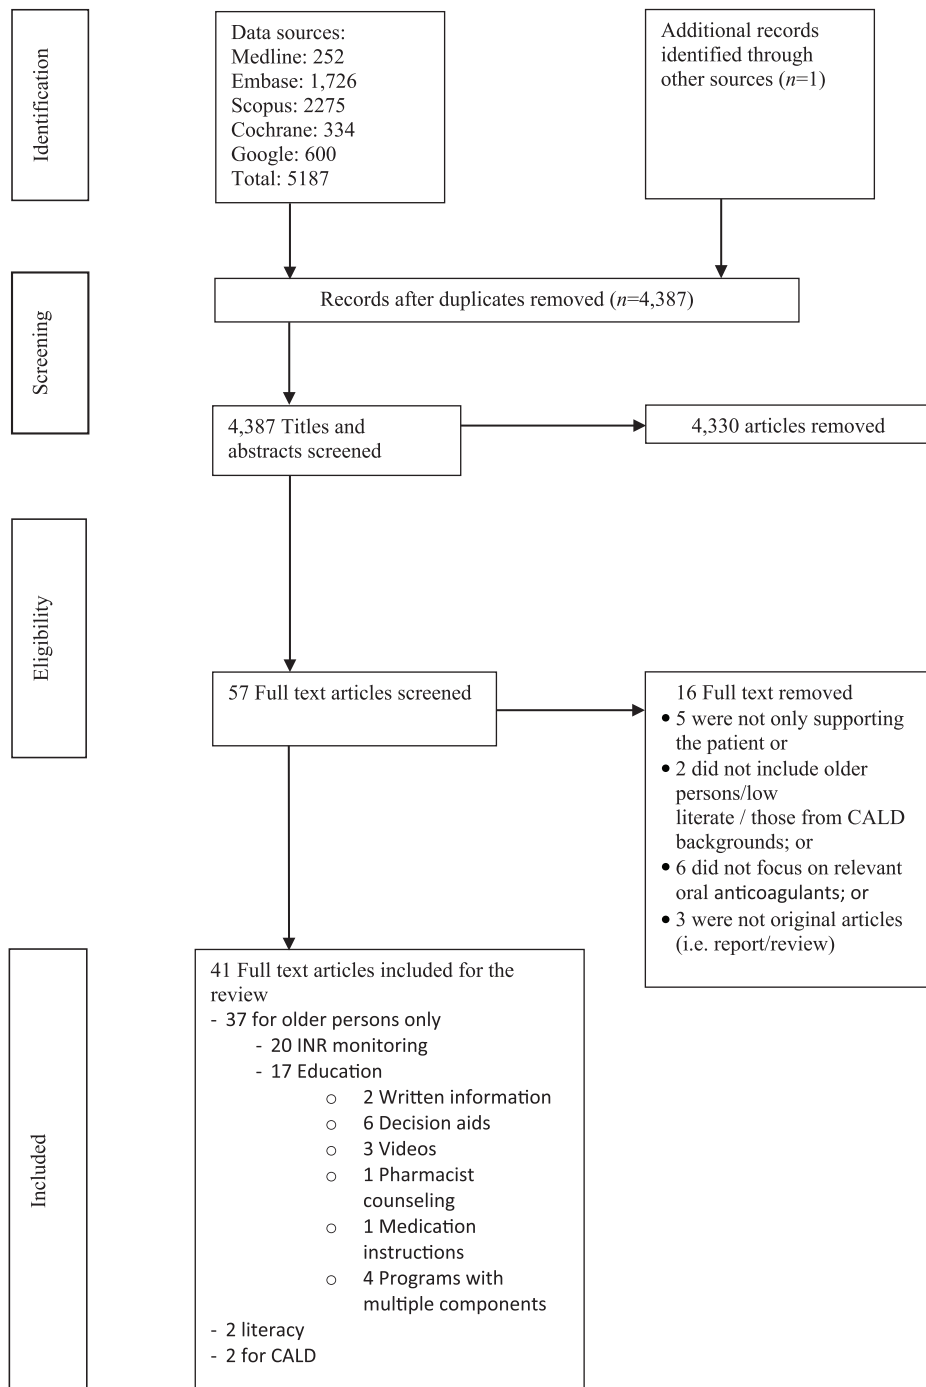 Identification
Data sources:
Medline: 252
Embase: 1,726
Scopus: 2275
Cochrane: 334
Google: 600
Total: 5187
Additional records
identified through
other sources (n=1)
Screening
Records after duplicates removed (n=4,387)
4,387 Titles and
abstracts screened
4,330 articles removed
Eligibility
57 Full text articles screened
16 Full text removed
• 5 were not only supporting
the patient or
• 2 did not include older
persons/low
literate / those from CALD
backgrounds; or
• 6 did not focus on relevant
oral anticoagulants; or
• 3 were not original articles
(i.e. report/review)
Included
41 Full text articles included for the
review
- 37 for older persons only
- 20 INR monitoring
- 17 Education
o 2 Written information
o 6 Decision aids
o 3 Videos
o 1 Pharmacist
counseling
o 1 Medication
instructions
o 4 Programs with
multiple components
- 2 literacy
- 2 for CALD